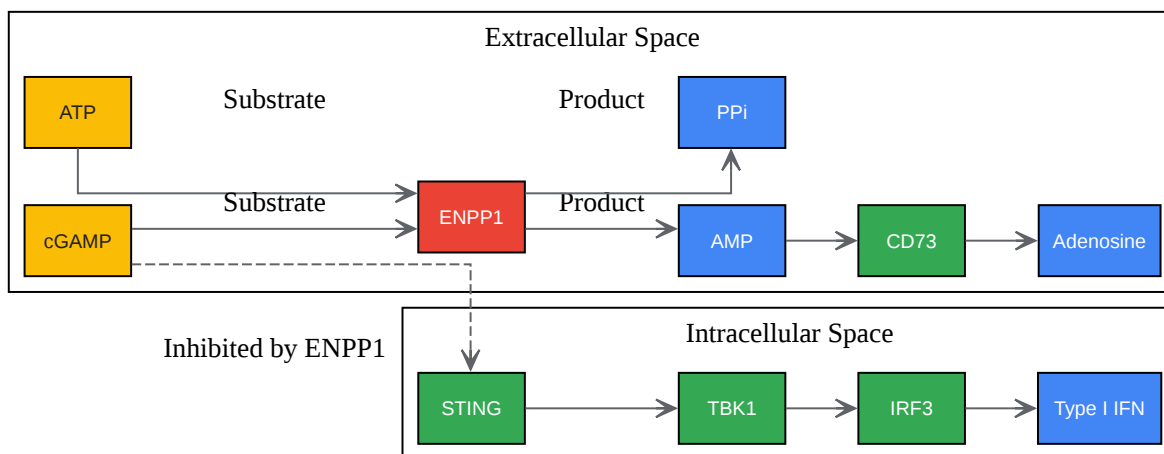 Extracellular Space
ATP
Substrate
Product
PPi
cGAMP
Substrate
ENPP1
Product
AMP
CD73
Adenosine
Inhibited by ENPP1
Intracellular Space
STING
TBK1
IRF3
Type I IFN